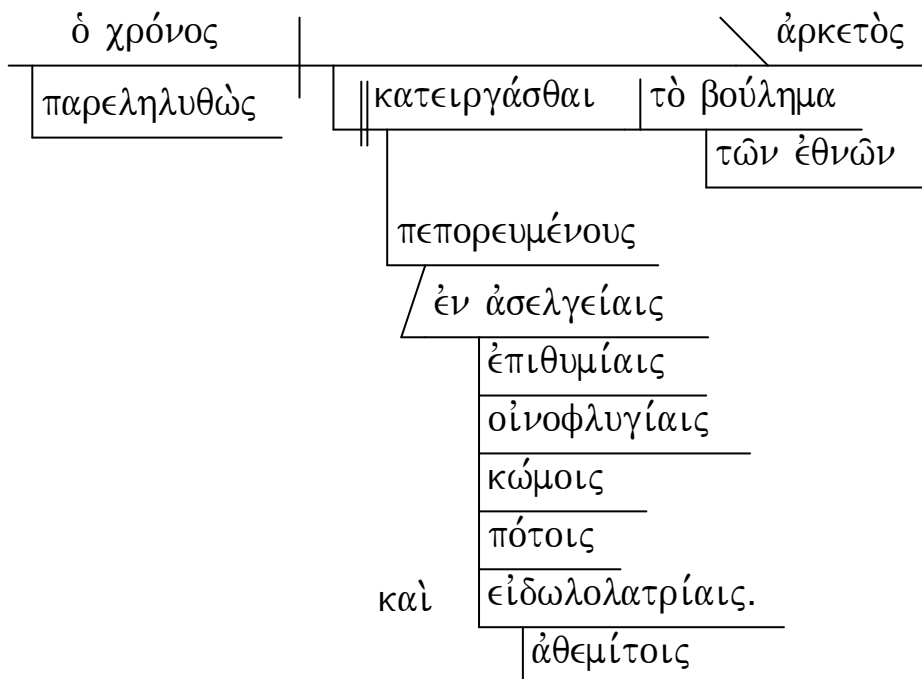 ὁ χρόνος ἀρκετὸς
παρεληλυθὼς κατειργάσθαι τὸ βούλημα
τῶν ἐθνῶν
πεπορευμένους
ἐν ἀσελγείαις
ἐπιθυμίαις
οἰνοφλυγίαις
κώμοις
πότοις
καὶ εἰδωλολατρίαις.
ἀθεμίτοις